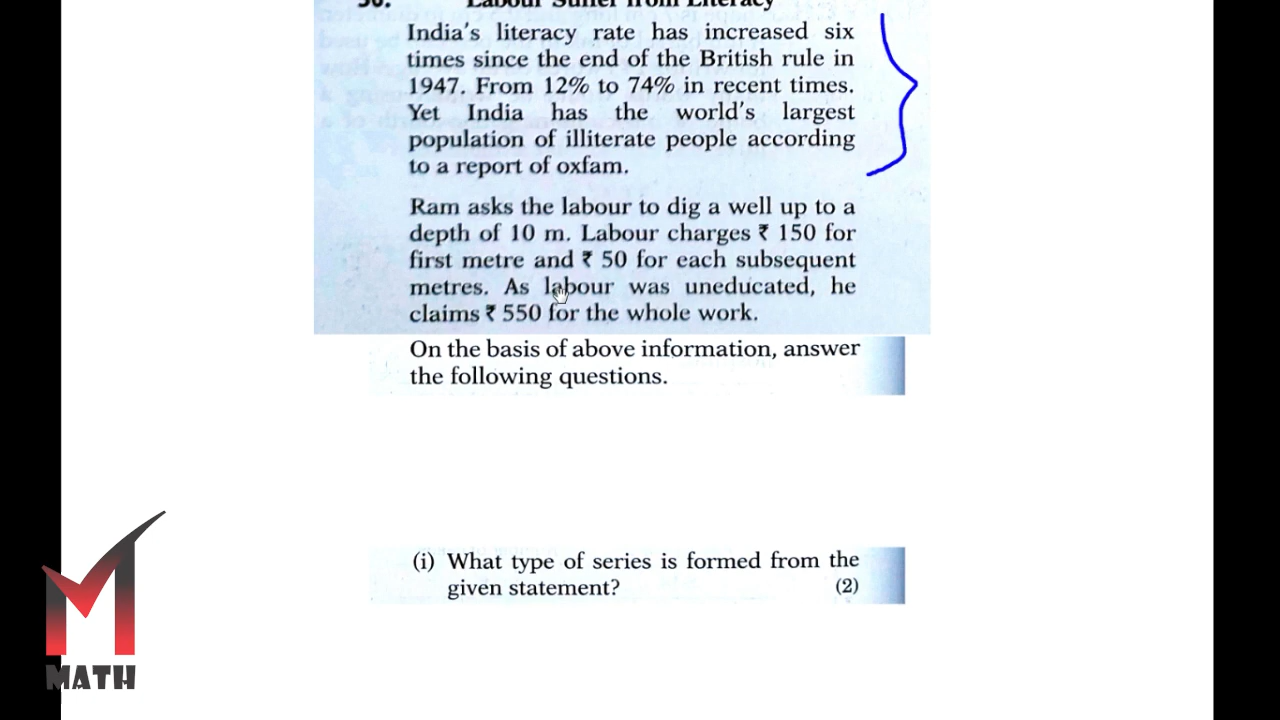 Labour Suffer from Literacy
India's literacy rate has increased six
times since the end of the British rule in
1947. From 12% to 74% in recent times.
Yet India has the world's largest
population of illiterate people according
to a report of oxfam.
Ram asks the labour to dig a well up to a
depth of 10 m. Labour charges ₹ 150 for
first metre and ₹ 50 for each subsequent
metres. As labour was uneducated, he
claims ₹ 550 for the whole work.
On the basis of above information, answer
the following questions.
(i) What type of series is formed from the
given statement? (2)
M
MATH